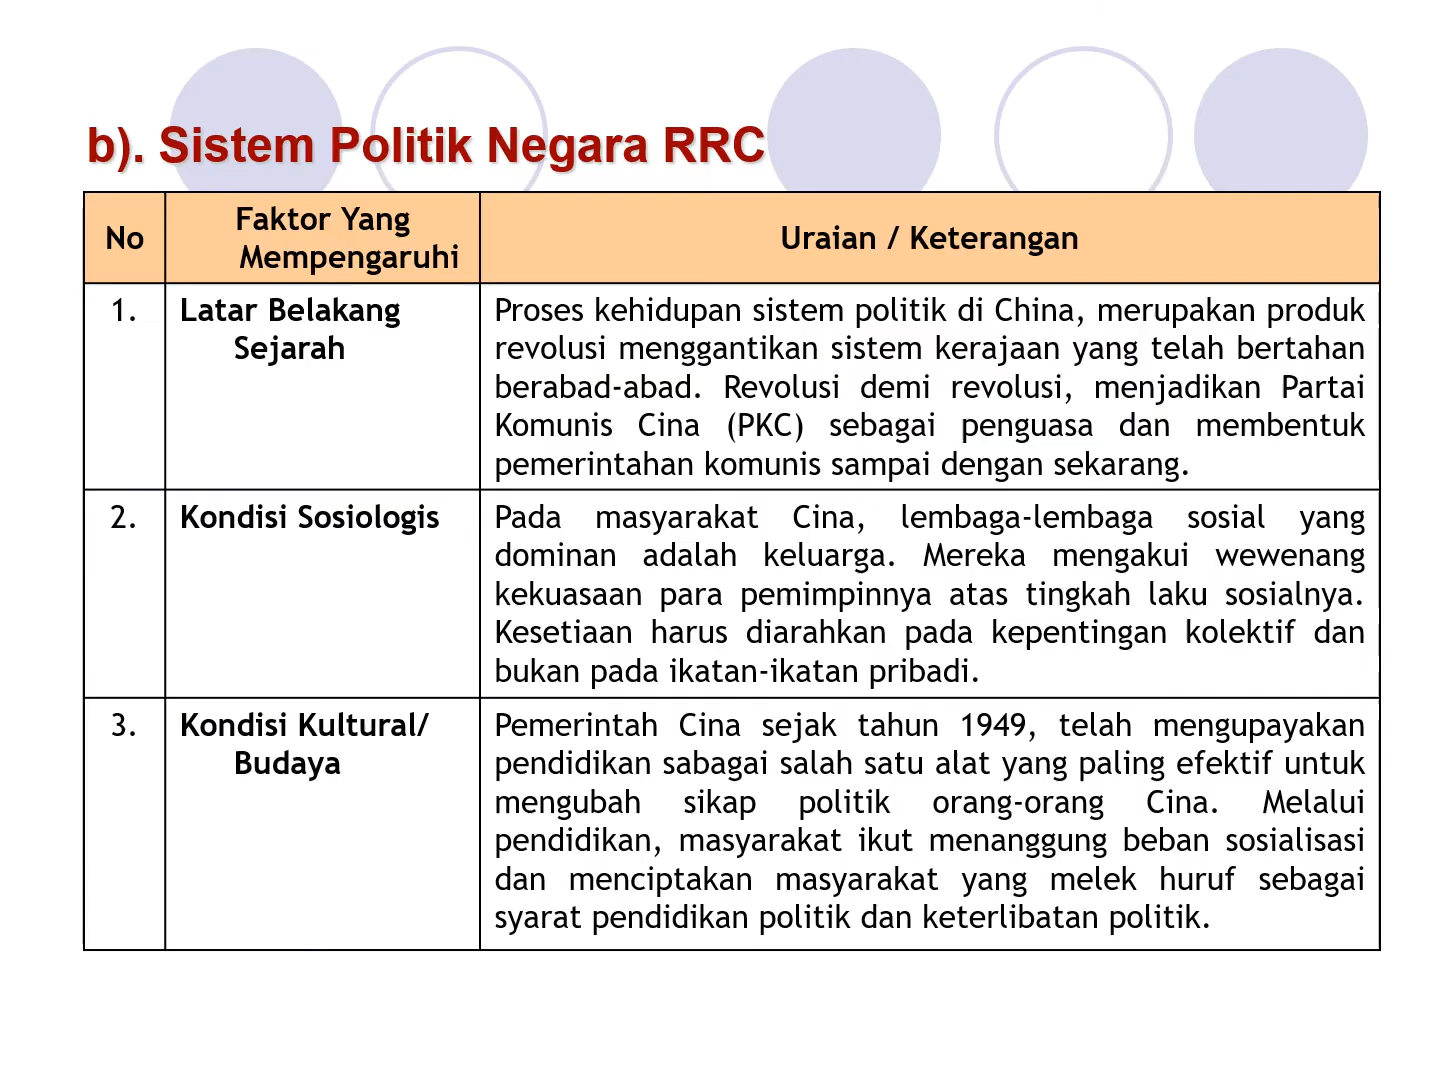 b). Sistem Politik Negara RRC
No
Faktor Yang
Mempengaruhi
Uraian / Keterangan
1.
Latar Belakang
Sejarah
Proses kehidupan sistem politik di China, merupakan produk
revolusi menggantikan sistem kerajaan yang telah bertahan
berabad-abad. Revolusi demi revolusi, menjadikan Partai
Komunis Cina (PKC) sebagai penguasa dan membentuk
pemerintahan komunis sampai dengan sekarang.
2.
Kondisi Sosiologis
Pada masyarakat Cina, lembaga-lembaga sosial yang
dominan adalah keluarga. Mereka mengakui wewenang
kekuasaan para pemimpinnya atas tingkah laku sosialnya.
Kesetiaan harus diarahkan pada kepentingan kolektif dan
bukan pada ikatan-ikatan pribadi.
3.
Kondisi Kultural/
Budaya
Pemerintah Cina sejak tahun 1949, telah mengupayakan
pendidikan sabagai salah satu alat yang paling efektif untuk
mengubah sikap politik orang-orang Cina. Melalui
pendidikan, masyarakat ikut menanggung beban sosialisasi
dan menciptakan masyarakat yang melek huruf sebagai
syarat pendidikan politik dan keterlibatan politik.